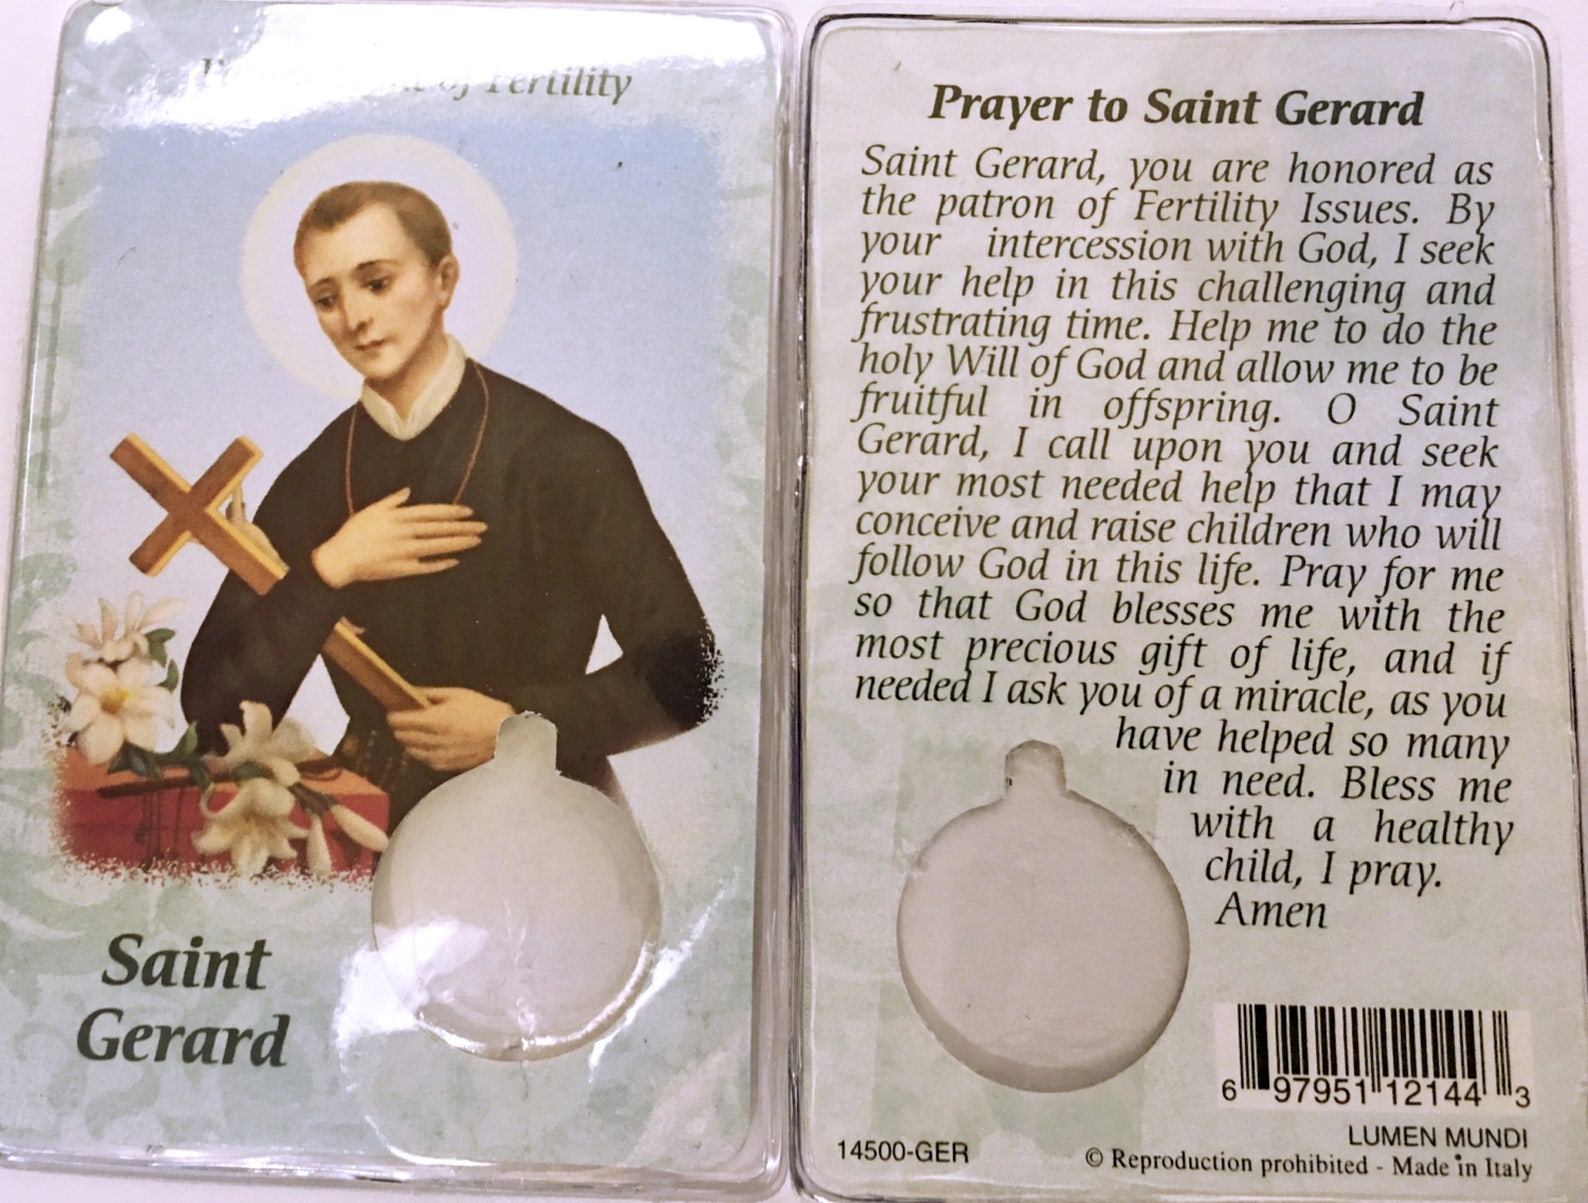 of Fertility
Saint
Gerard
Prayer to Saint Gerard
Saint Gerard, you are honored as
the patron of Fertility Issues. By
your intercession with God, I seek
your help in this challenging and
frustrating time. Help me to do the
holy Will of God and allow me to be
fruitful in offspring. O Saint
Gerard, I call upon you and seek
your most needed help that I may
conceive and raise children who will
follow God in this life. Pray for me
so that God blesses me with the
most precious gift of life, and if
needed I ask you of a miracle, as you
have helped so many
in need. Bless me
with a healthy
child, I pray.
Amen
6 97951 12144 3
14500-GER
LUMEN MUNDI
© Reproduction prohibited - Made in Italy